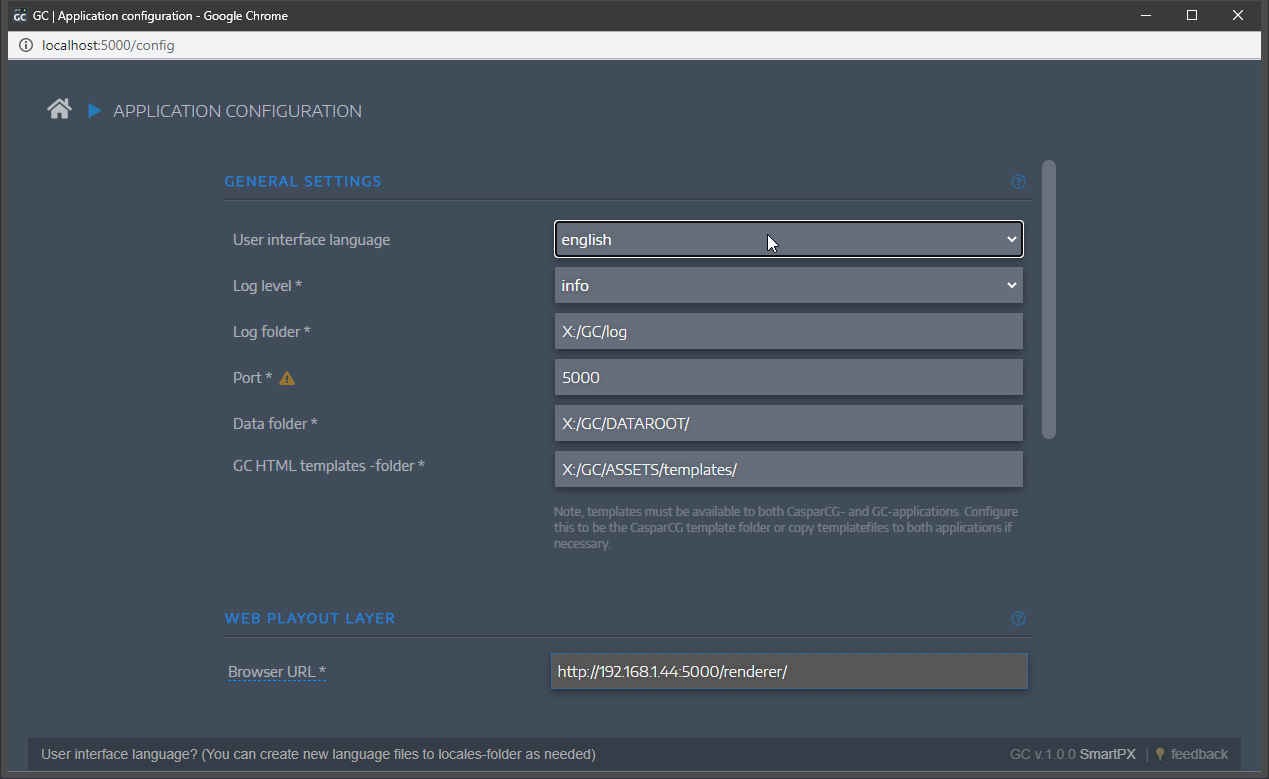 GC | Application configuration - Google Chrome
localhost:5000/config
APPLICATION CONFIGURATION
GENERAL SETTINGS
User interface language
english
Log level *
info
Log folder *
X:/GC/log
Port *
5000
Data folder *
X:/GC/DATAROOT/
GC HTML templates -folder *
X:/GC/ASSETS/templates/
Note, templates must be available to both CasparCG- and GC-applications. Configure
this to be the CasparCG template folder or copy templatefiles to both applications if
necessary.
WEB PLAYOUT LAYER
Browser URL *
http://192.168.1.44:5000/renderer/
User interface language? (You can create new language files to locales-folder as needed)
GC v.1.0.0 SmartPX | feedback